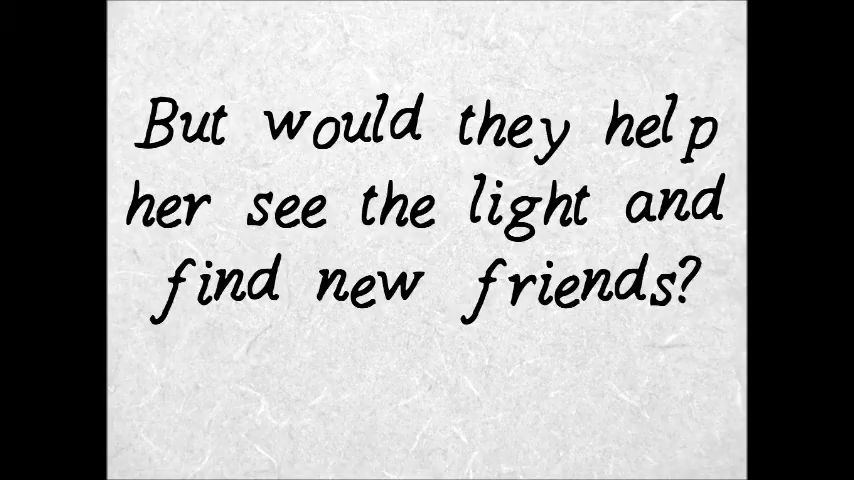 But would they help
her see the light and
find new friends?